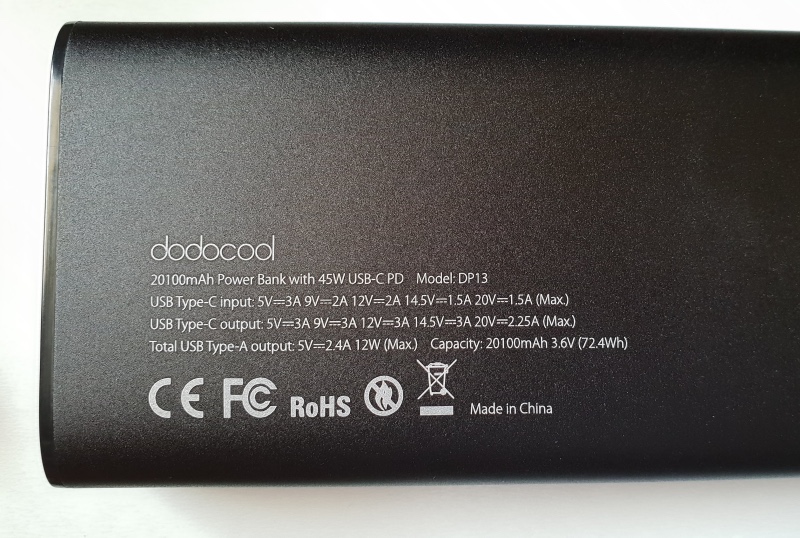 dodocool
20100mAh Power Bank with 45W USB-C PD Model: DP13
USB Type-C input: 5V⎓3A 9V⎓2A 12V⎓2A 14.5V⎓1.5A 20V⎓1.5A (Max.)
USB Type-C output: 5V⎓3A 9V⎓3A 12V⎓3A 14.5V⎓3A 20V⎓2.25A (Max.)
Total USB Type-A output: 5V⎓2.4A 12W (Max.) Capacity: 20100mAh 3.6V (72.4Wh)
CE FC RoHS Made in China